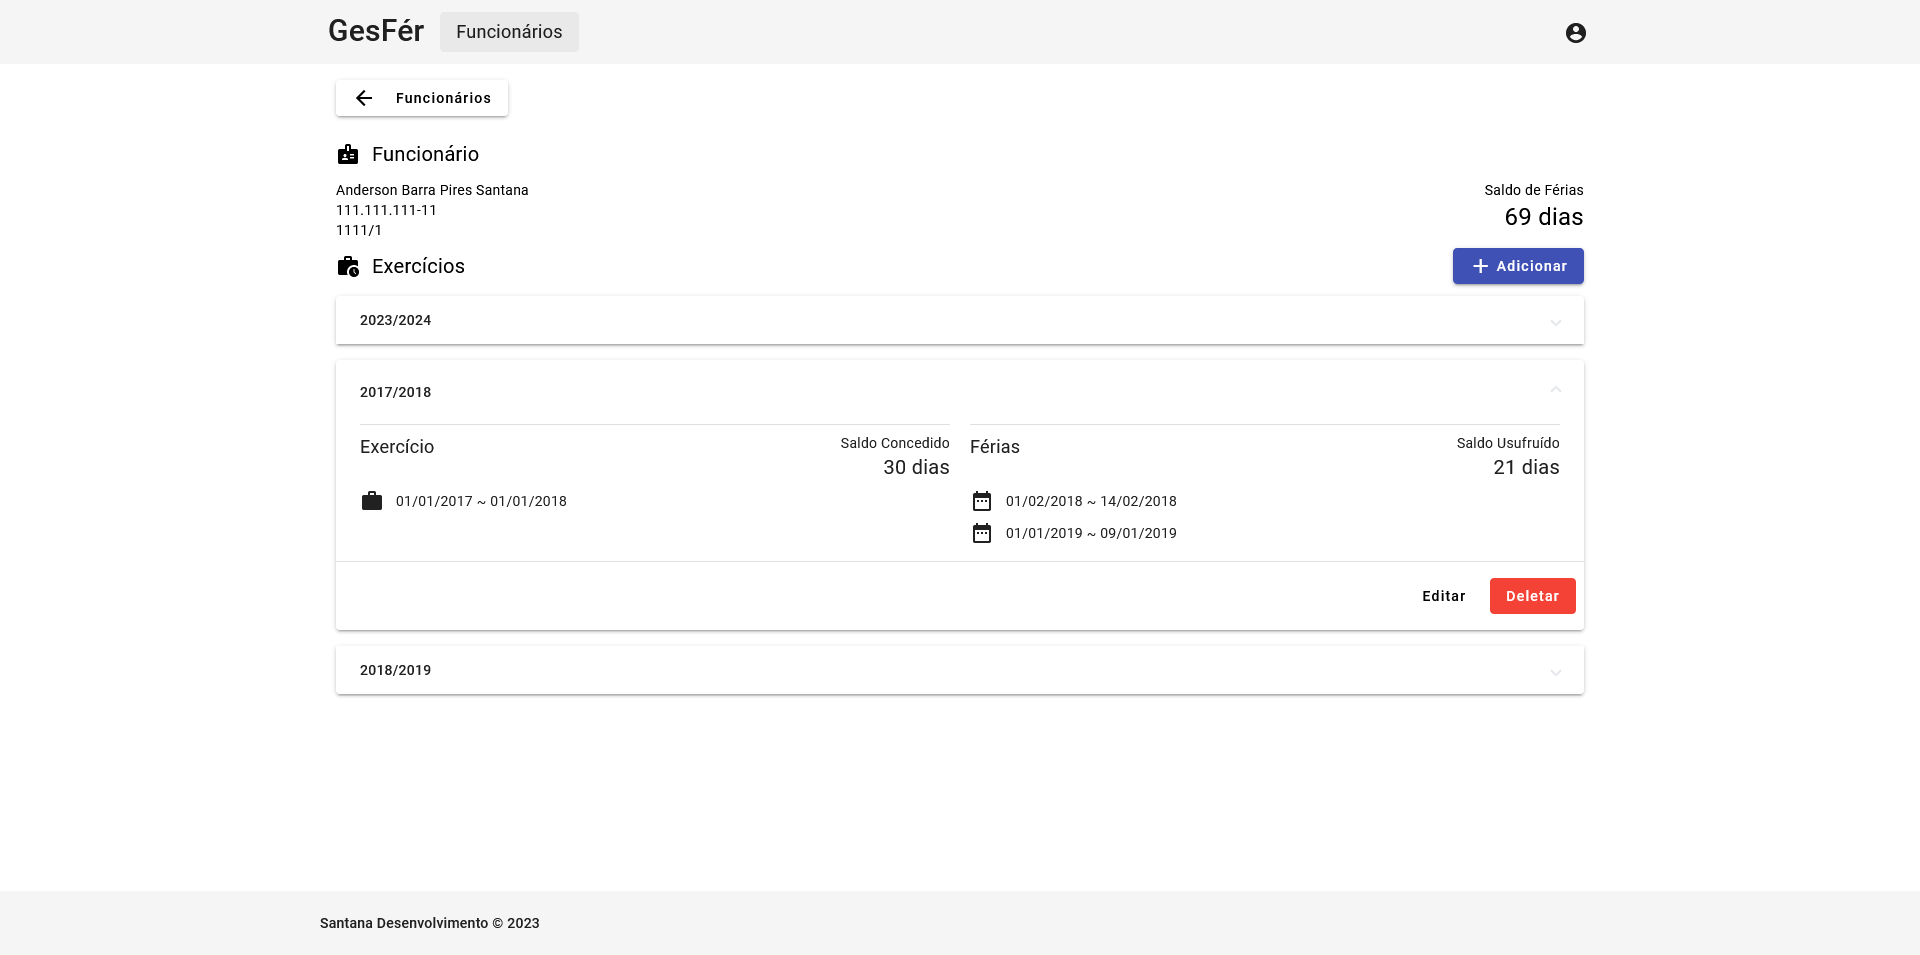 GesFér
Funcionários
Funcionários
Funcionário
Anderson Barra Pires Santana
111.111.111-11
1111/1
Saldo de Férias
69 dias
Exercícios
Adicionar
2023/2024
2017/2018
Exercício
Saldo Concedido
30 dias
01/01/2017 ~ 01/01/2018
Férias
Saldo Usufruído
21 dias
01/02/2018 ~ 14/02/2018
01/01/2019 ~ 09/01/2019
Editar
Deletar
2018/2019
Santana Desenvolvimento © 2023